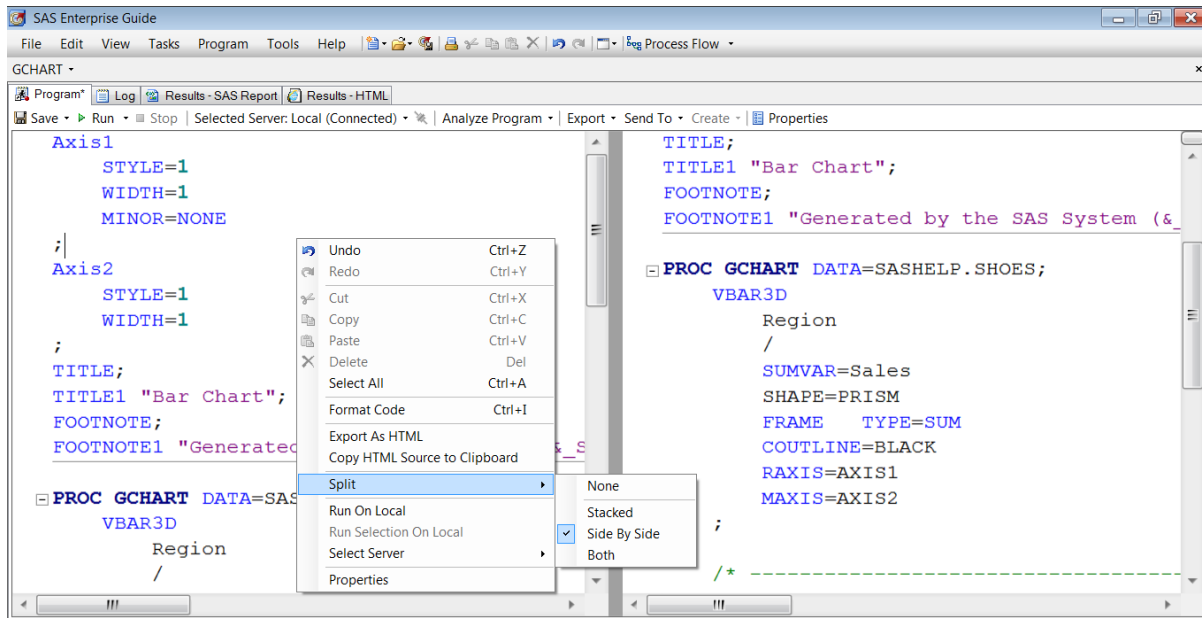 SAS Enterprise Guide
File Edit View Tasks Program Tools Help Process Flow
GCHART
Program* Log Results - SAS Report Results - HTML
Save Run Stop Selected Server: Local (Connected) Analyze Program Export Send To Create Properties
Axis1
STYLE=1
WIDTH=1
MINOR=NONE
;
Axis2
STYLE=1
WIDTH=1
;
TITLE;
TITLE1 "Bar Chart";
FOOTNOTE;
FOOTNOTE1 "Generated &_S
PROC GCHART DATA=SAS
VBAR3D
Region
/
Undo Ctrl+Z
Redo Ctrl+Y
Cut Ctrl+X
Copy Ctrl+C
Paste Ctrl+V
Delete Del
Select All Ctrl+A
Format Code Ctrl+I
Export As HTML
Copy HTML Source to Clipboard
Split
Run On Local
Run Selection On Local
Select Server
Properties
None
Stacked
Side By Side
Both
TITLE;
TITLE1 "Bar Chart";
FOOTNOTE;
FOOTNOTE1 "Generated by the SAS System (&_
PROC GCHART DATA=SASHELP.SHOES;
VBAR3D
Region
/
SUMVAR=Sales
SHAPE=PRISM
FRAME TYPE=SUM
COUTLINE=BLACK
RAXIS=AXIS1
MAXIS=AXIS2
;
/* -----------------------------------